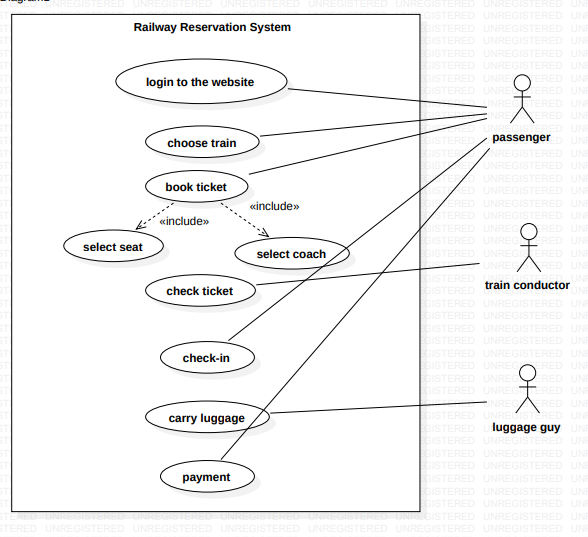 Railway Reservation System
login to the website
choose train
passenger
book ticket
«include»
«include»
select seat
select coach
check ticket
train conductor
check-in
carry luggage
luggage guy
payment
UNREGISTERED UNREGISTERED UNREGISTERED UNREGISTERED UNREGISTERED UNREGISTERED